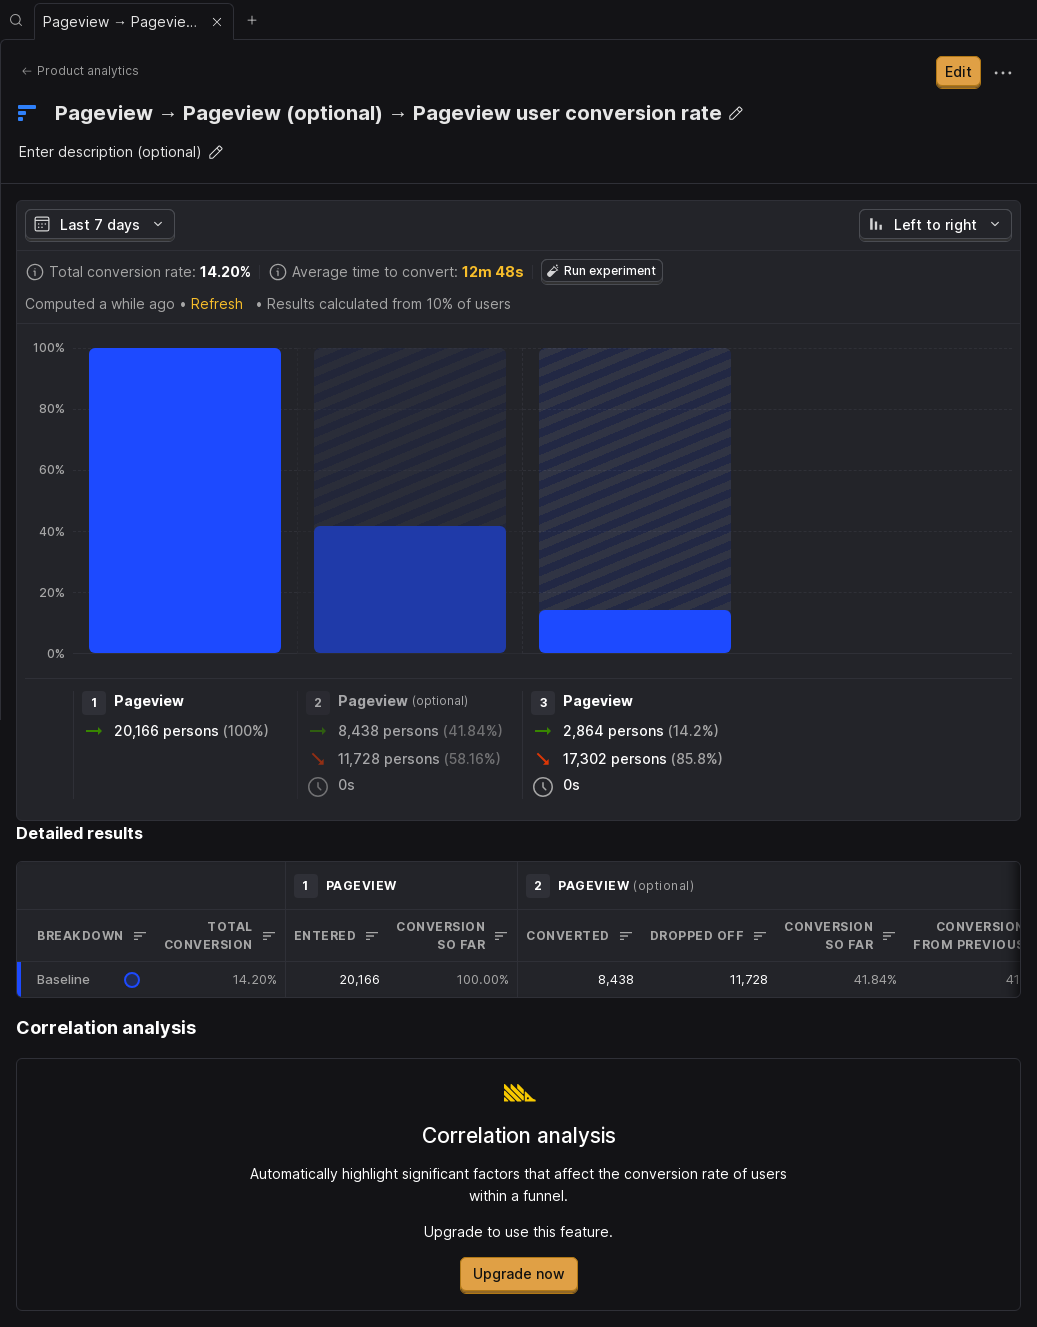 Pageview → Pagevie...
Product analytics
Edit
Pageview → Pageview (optional) → Pageview user conversion rate
Enter description (optional)
Last 7 days
Left to right
Total conversion rate: 14.20%
Average time to convert: 12m 48s
Run experiment
Computed a while ago • Refresh • Results calculated from 10% of users
100%
80%
60%
40%
20%
0%
1 Pageview
20,166 persons (100%)
2 Pageview (optional)
8,438 persons (41.84%)
11,728 persons (58.16%)
0s
3 Pageview
2,864 persons (14.2%)
17,302 persons (85.8%)
0s
Detailed results
1 PAGEVIEW
2 PAGEVIEW (optional)
BREAKDOWN
TOTAL
CONVERSION
ENTERED
CONVERSION
SO FAR
CONVERTED
DROPPED OFF
CONVERSION
SO FAR
CONVERSION
FROM PREVIOUS
Baseline 14.20% 20,166 100.00% 8,438 11,728 41.84% 41
Correlation analysis
Correlation analysis
Automatically highlight significant factors that affect the conversion rate of users
within a funnel.
Upgrade to use this feature.
Upgrade now